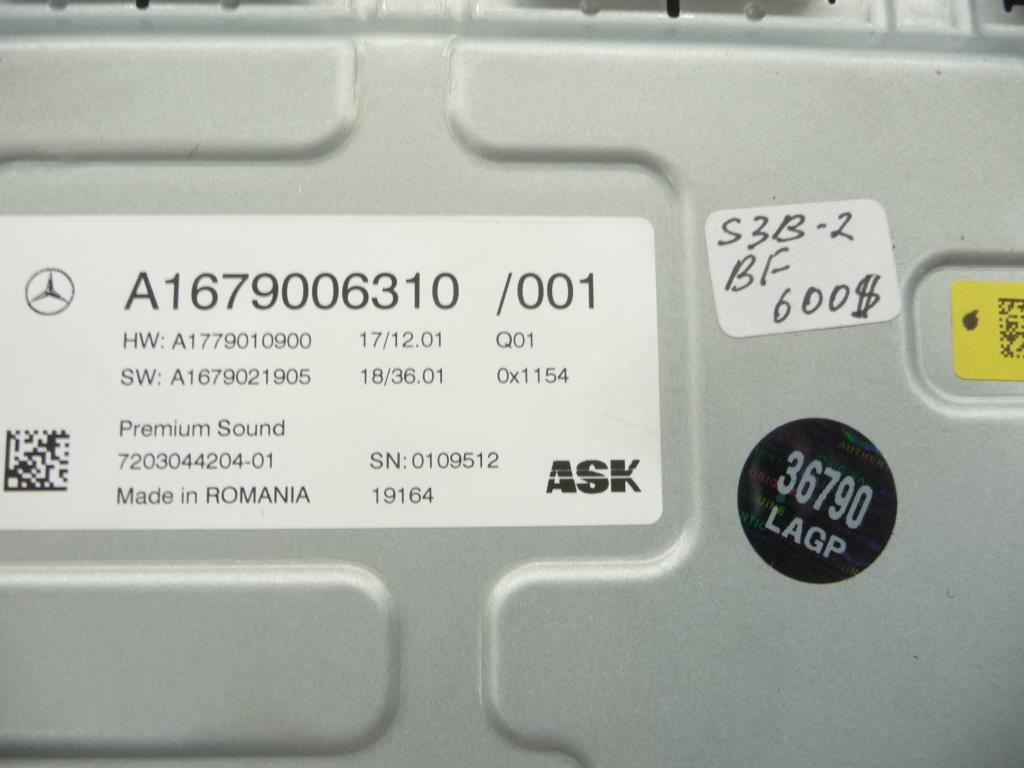 A1679006310 /001
HW: A1779010900 17/12.01 Q01
SW: A1679021905 18/36.01 0x1154
Premium Sound
7203044204-01 SN: 0109512
Made in ROMANIA 19164
ASK
S3B-2
BF
600$
36790
LAGP